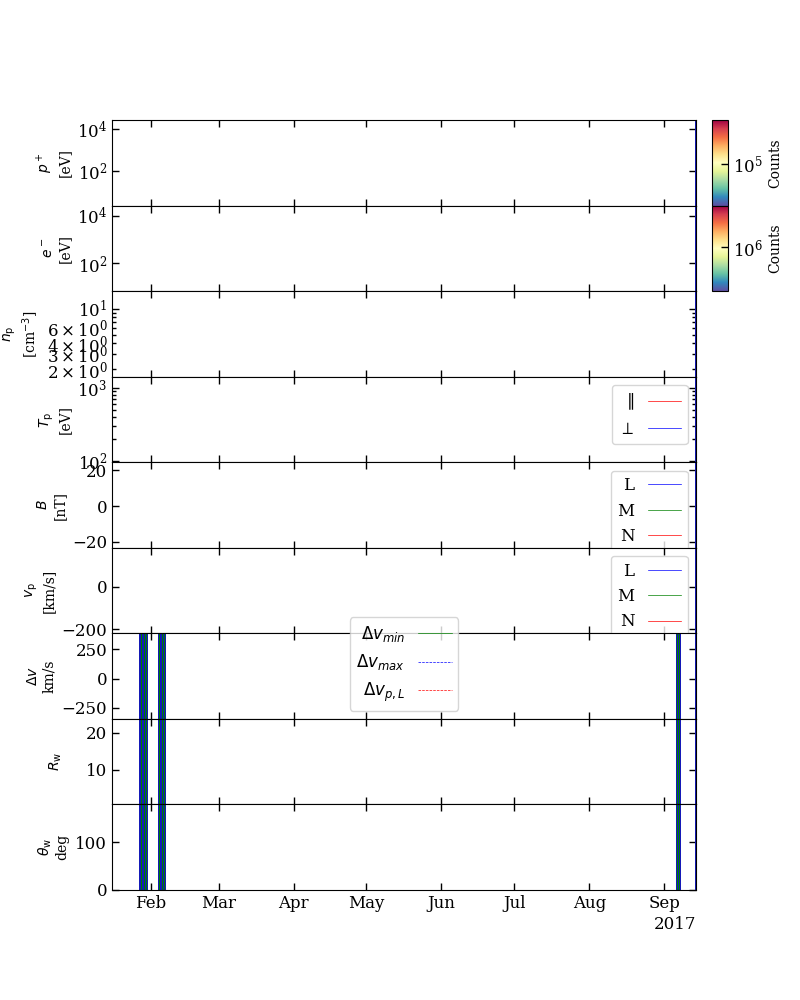 10^4
10^2
p^+
[eV]
10^5
Counts
10^4
10^2
e^-
[eV]
10^6
Counts
10^1
6×10^0
4×10^0
3×10^0
2×10^0
n_p
[cm^-3]
10^3
10^2
T_p
[eV]
∥
⊥
20
0
−20
B
[nT]
L
M
N
0
−200
v_p
[km/s]
L
M
N
250
0
−250
Δv
km/s
Δv_min
Δv_max
Δv_p,L
20
10
R_w
100
0
θ_w
deg
Feb Mar Apr May Jun Jul Aug Sep
2017